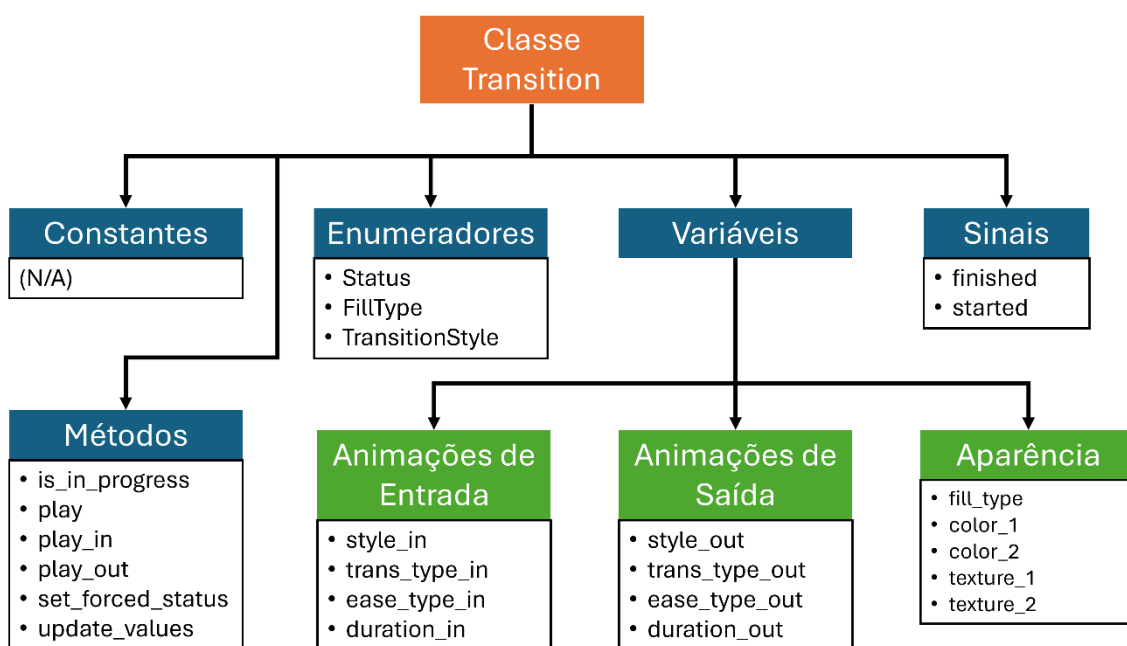 Classe
Transition
Constantes
(N/A)
Enumeradores
• Status
• FillType
• TransitionStyle
Variáveis
Sinais
• finished
• started
Métodos
• is_in_progress
• play
• play_in
• play_out
• set_forced_status
• update_values
Animações de
Entrada
• style_in
• trans_type_in
• ease_type_in
• duration_in
Animações de
Saída
• style_out
• trans_type_out
• ease_type_out
• duration_out
Aparência
• fill_type
• color_1
• color_2
• texture_1
• texture_2